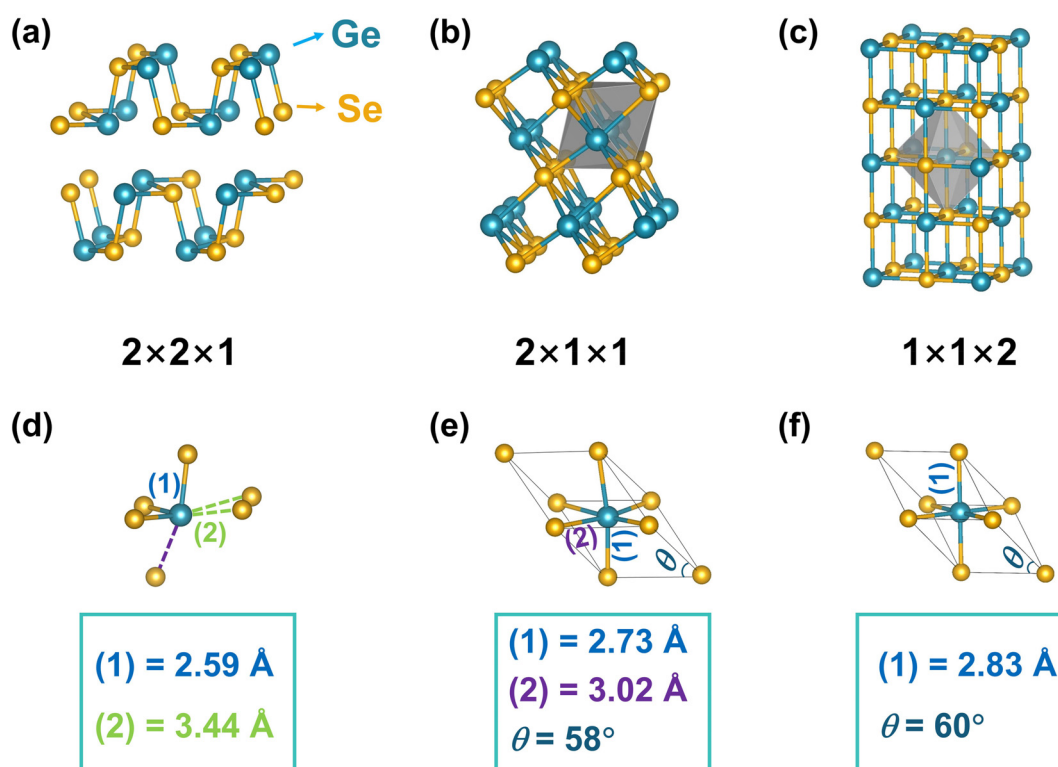 (a)
Ge
Se
(b)
(c)
2×2×1
2×1×1
1×1×2
(d)
(1)
(2)
(e)
(2)
(1)
θ
(f)
(1)
θ
(1) = 2.59 Å
(2) = 3.44 Å
(1) = 2.73 Å
(2) = 3.02 Å
θ = 58°
(1) = 2.83 Å
θ = 60°